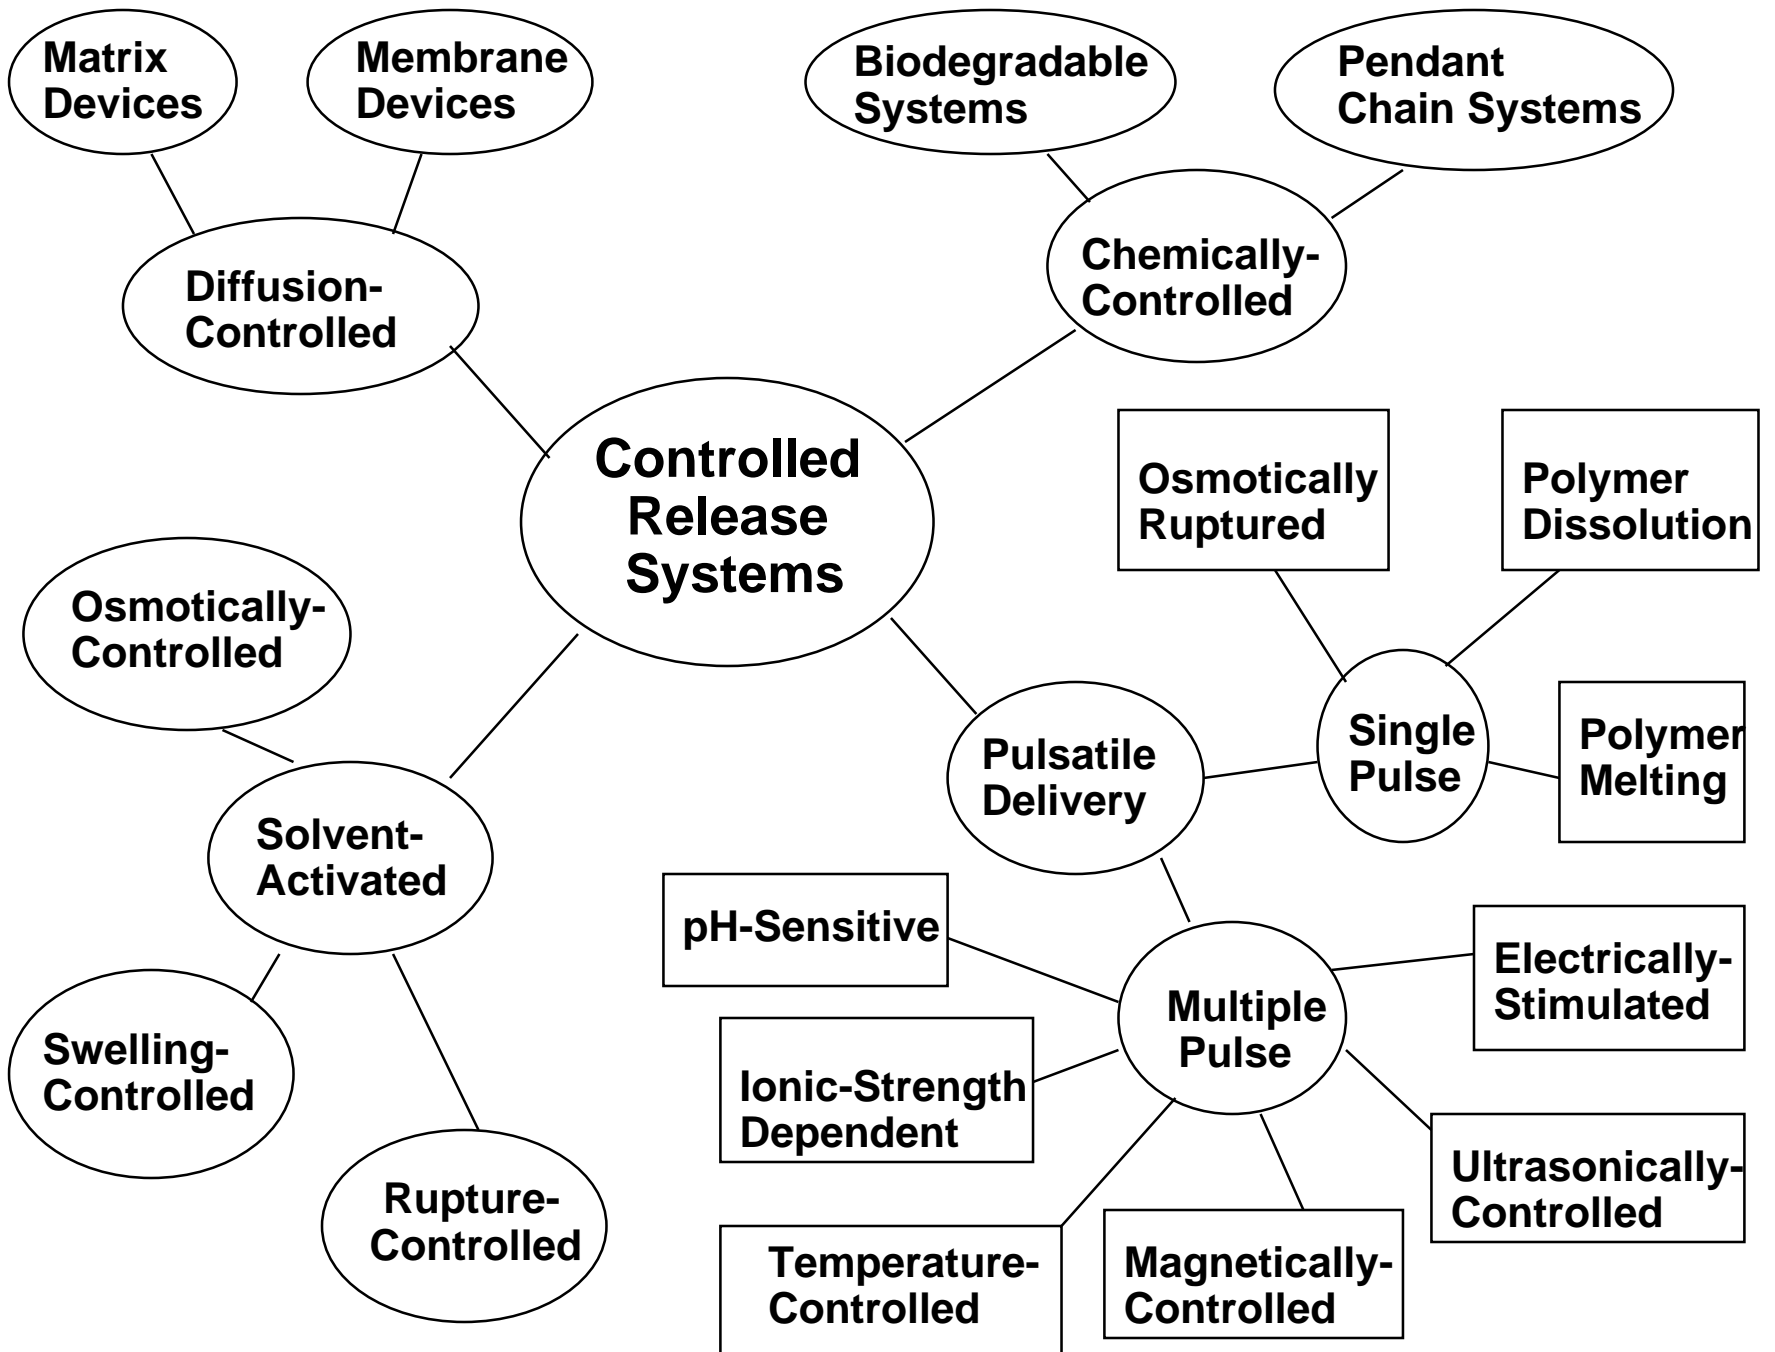 Matrix
Devices
Membrane
Devices
Biodegradable
Systems
Pendant
Chain Systems
Diffusion-
Controlled
Chemically-
Controlled
Controlled
Release
Systems
Osmotically
Ruptured
Polymer
Dissolution
Osmotically-
Controlled
Pulsatile
Delivery
Single
Pulse
Polymer
Melting
Solvent-
Activated
pH-Sensitive
Multiple
Pulse
Electrically-
Stimulated
Swelling-
Controlled
Ionic-Strength
Dependent
Ultrasonically-
Controlled
Rupture-
Controlled
Temperature-
Controlled
Magnetically-
Controlled